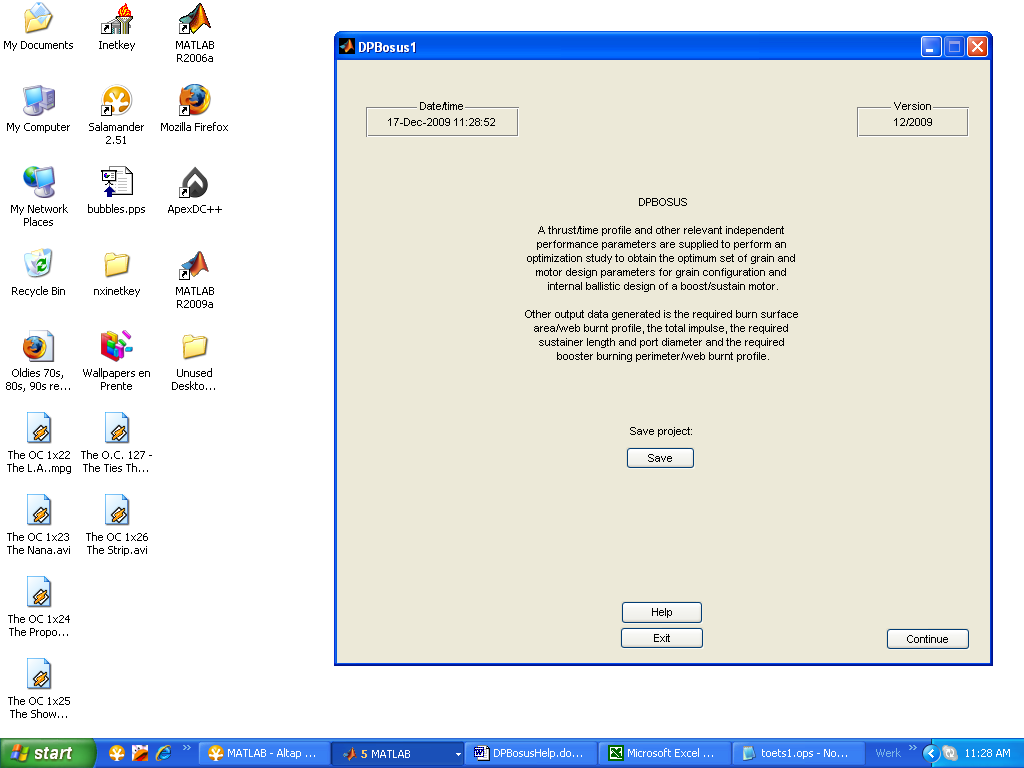 My Documents
Inetkey
MATLAB
R2006a
My Computer
Salamander
2.51
Mozilla Firefox
My Network
Places
bubbles.pps
ApexDC++
Recycle Bin
nxinetkey
MATLAB
R2009a
Oldies 70s,
80s, 90s re...
Wallpapers en
Prente
Unused
Deskto...
The OC 1x22
The L.A..mpg
The O.C. 127 -
The Ties Th...
The OC 1x23
The Nana.avi
The OC 1x26
The Strip.avi
The OC 1x24
The Propo...
The OC 1x25
The Show...
DPBosus1
Date/time
17-Dec-2009 11:28:52
Version
12/2009
DPBOSUS
A thrust/time profile and other relevant independent
performance parameters are supplied to perform an
optimization study to obtain the optimum set of grain and
motor design parameters for grain configuration and
internal ballistic design of a boost/sustain motor.
Other output data generated is the required burn surface
area/web burnt profile, the total impulse, the required
sustainer length and port diameter and the required
booster burning perimeter/web burnt profile.
Save project:
Save
Help
Exit
Continue
start
MATLAB - Altap ...
5 MATLAB
DPBosusHelp.do...
Microsoft Excel ...
toets1.ops - No...
Werk
11:28 AM